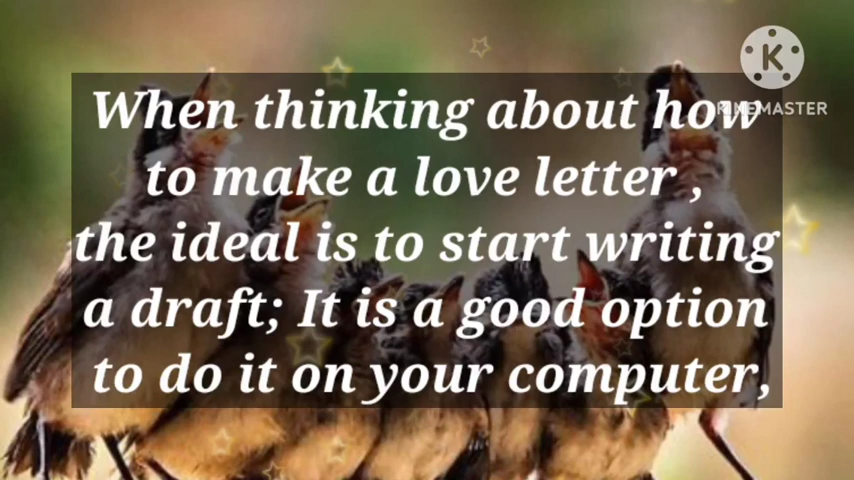 When thinking about how
to make a love letter ,
the ideal is to start writing
a draft; It is a good option
to do it on your computer,
K
KINEMASTER